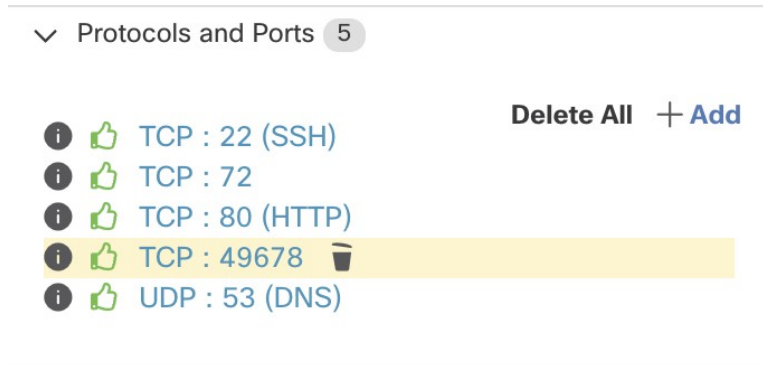 Protocols and Ports 5
Delete All + Add
TCP : 22 (SSH)
TCP : 72
TCP : 80 (HTTP)
TCP : 49678
UDP : 53 (DNS)